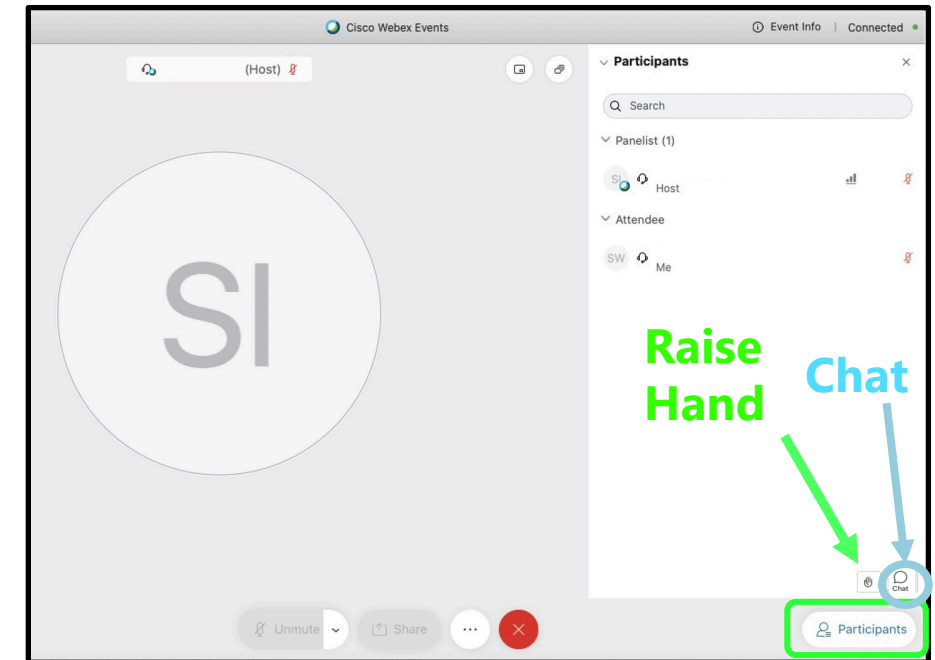 Cisco Webex Events
Event Info | Connected
(Host)
Participants
Search
Panelist (1)
SI
Host
Attendee
SW
Me
SI
Raise
Hand
Chat
Chat
Unmute
Share
Participants